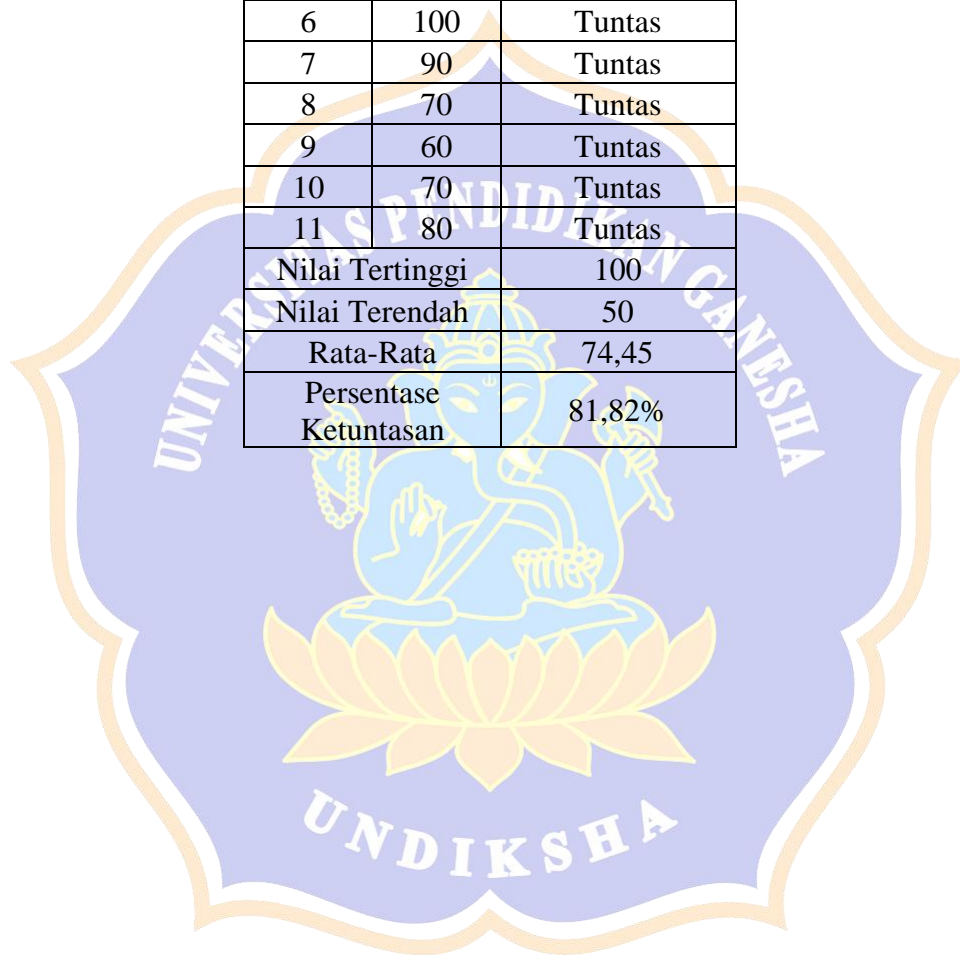 6 100 Tuntas
7 90 Tuntas
8 70 Tuntas
9 60 Tuntas
10 70 Tuntas
11 80 Tuntas
Nilai Tertinggi 100
Nilai Terendah 50
Rata-Rata 74,45
Persentase
Ketuntasan 81,82%
UNIVERSITAS PENDIDIKAN GANESHA
UNDIKSHA